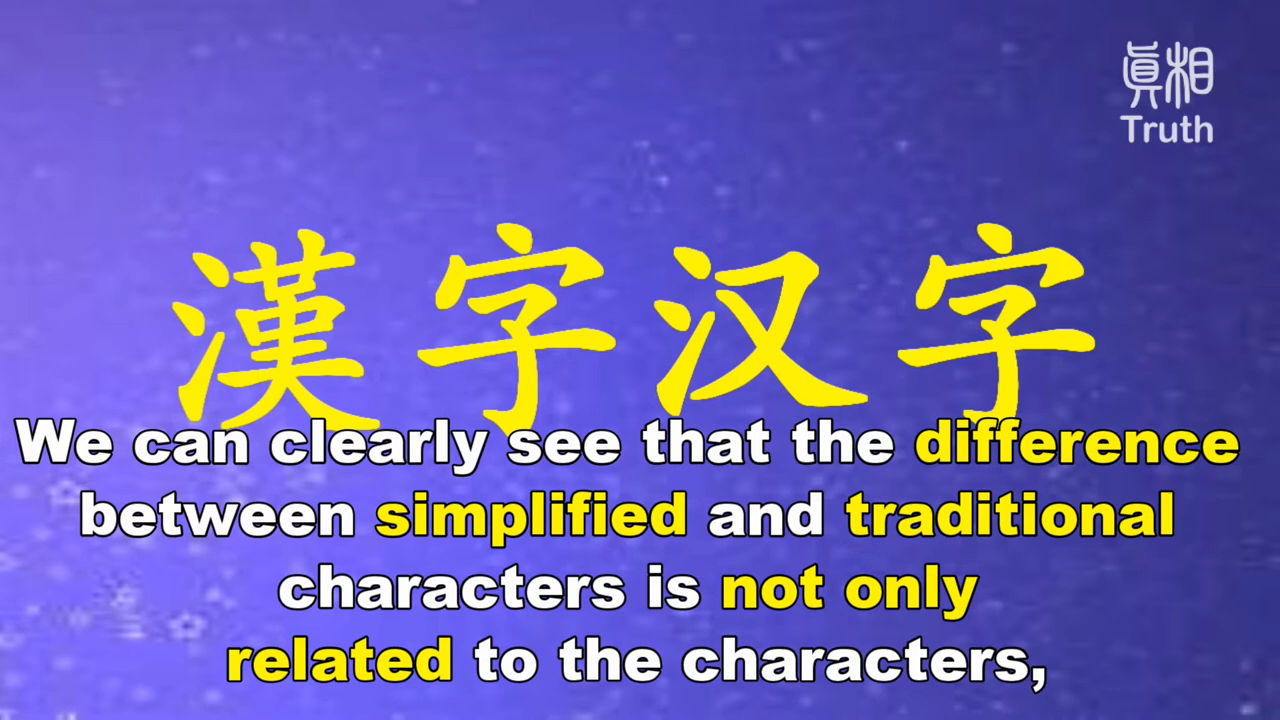 眞相
Truth
漢字汉字
We can clearly see that the difference
between simplified and traditional
characters is not only
related to the characters,